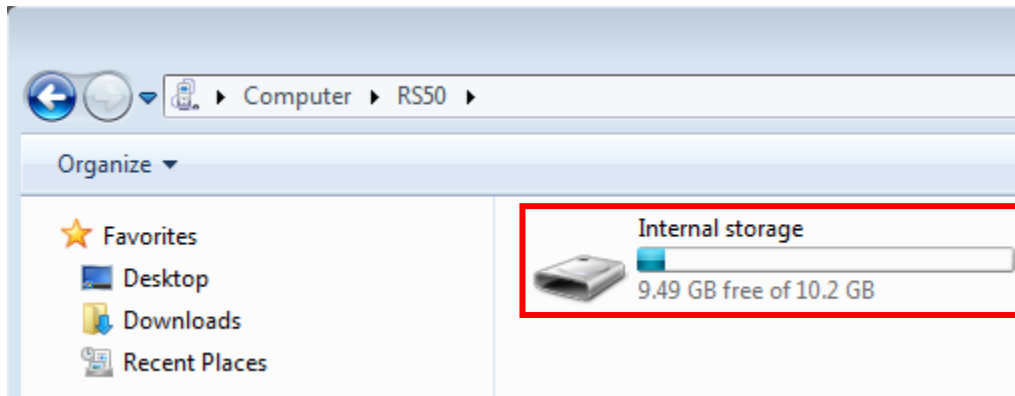 Computer RS50
Organize
Favorites
Desktop
Downloads
Recent Places
Internal storage
9.49 GB free of 10.2 GB